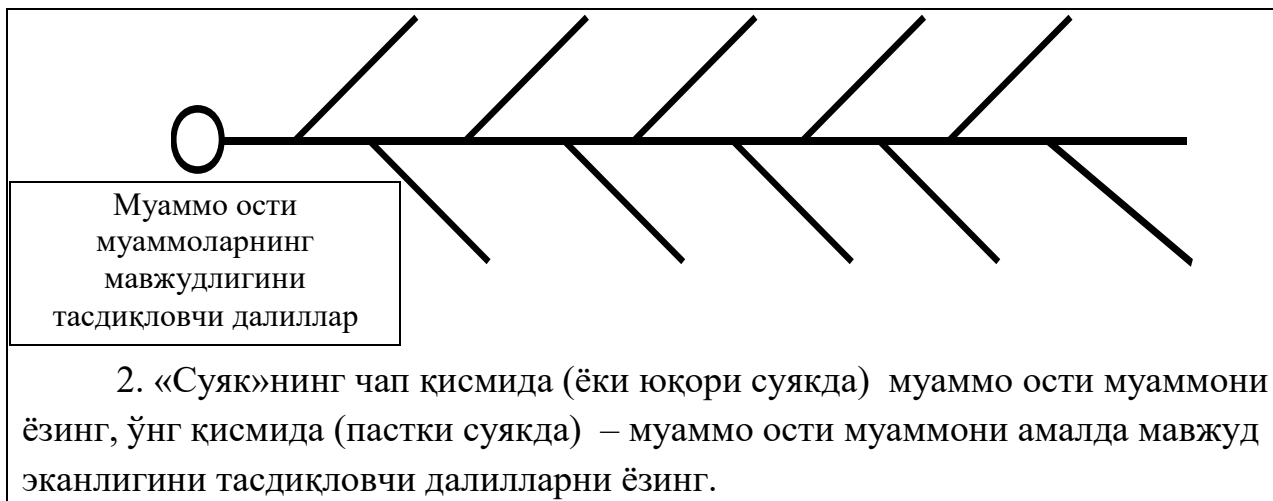 Муаммо ости
муаммоларнинг
мавжудлигини
тасдиқловчи далиллар
2. «Суяк»нинг чап қисмида (ёки юқори суякда) муаммо ости муаммони
ёзинг, ўнг қисмида (пастки суякда) – муаммо ости муаммони амалда мавжуд
эканлигини тасдиқловчи далилларни ёзинг.